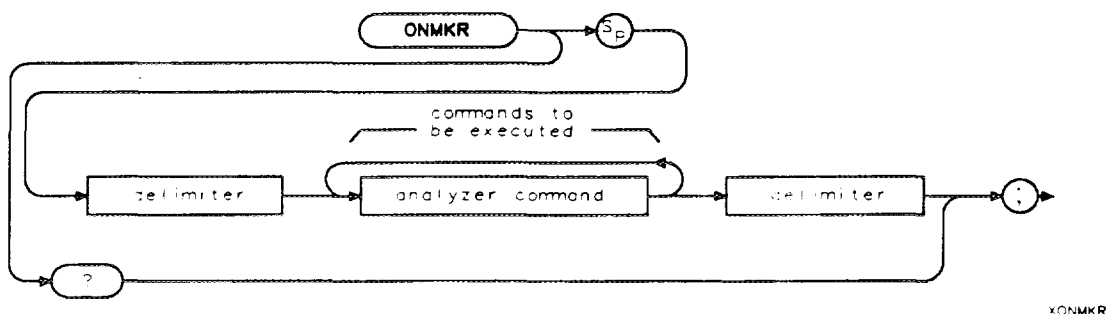 ONMKR
Sp
commands to
be executed
delimiter
analyzer command
delimiter
;
?
XONMKR